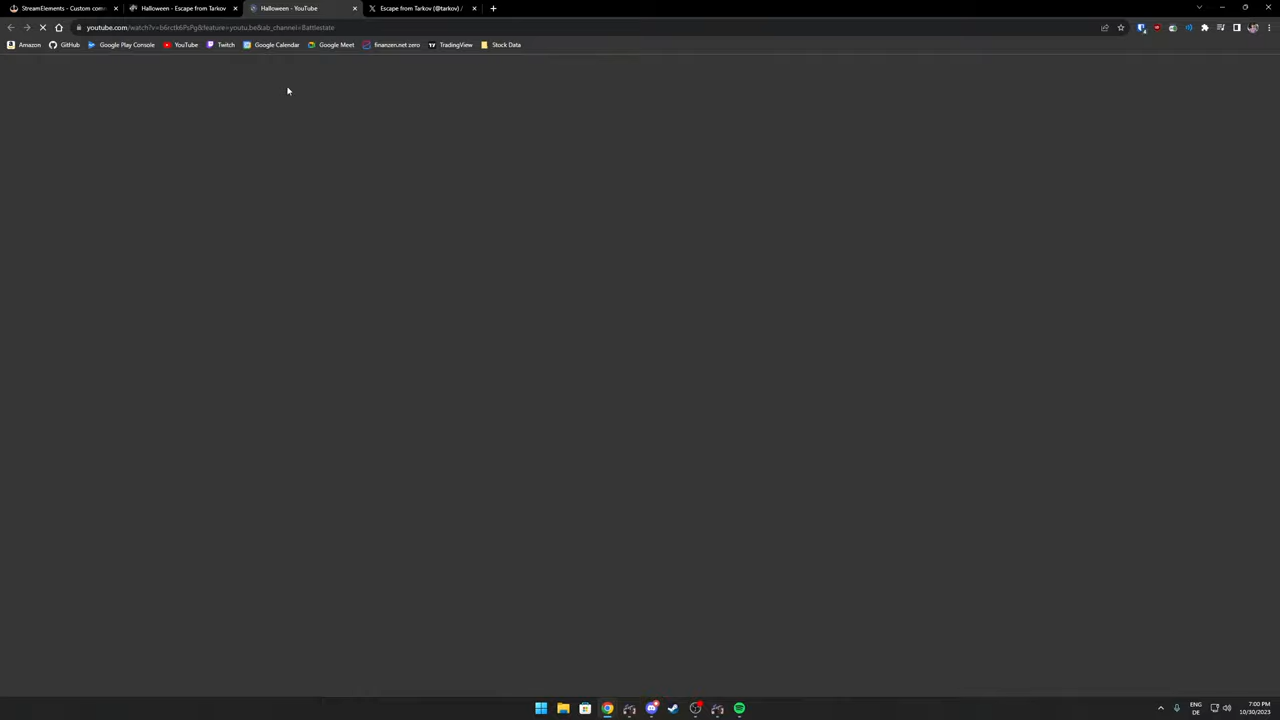 StreamElements - Custom com
Halloween - Escape from Tarkov
Halloween - YouTube
Escape from Tarkov (@tarkov) /
youtube.com/watch?v=b6rctk6PsPg&feature=youtu.be&ab_channel=Battlestate
Amazon
GitHub
Google Play Console
YouTube
Twitch
Google Calendar
Google Meet
finanzen.net zero
TradingView
Stock Data
ENG
DE
7:00 PM
10/30/2023